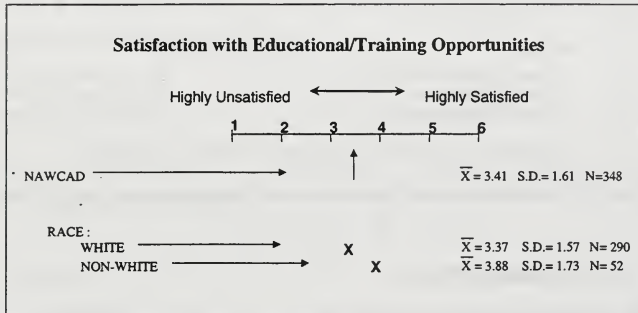 Satisfaction with Educational/Training Opportunities
Highly Unsatisfied Highly Satisfied
1 2 3 4 5 6
NAWCAD X̅ = 3.41 S.D.= 1.61 N=348
RACE :
WHITE X X̅ = 3.37 S.D.= 1.57 N= 290
NON-WHITE X X̅ = 3.88 S.D.= 1.73 N= 52